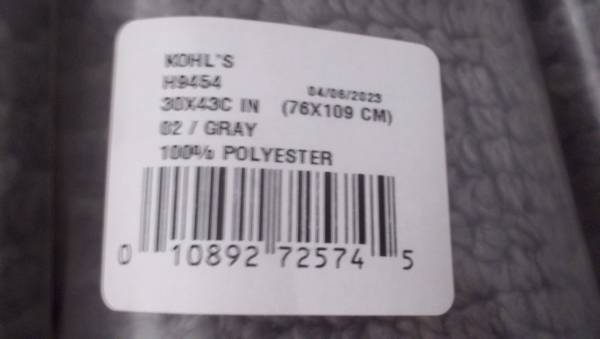 KOHL"S
H9454
04/06/2023
30X43C IN (76X109 CM)
02 / GRAY
100% POLYESTER
0 10892 72574 5